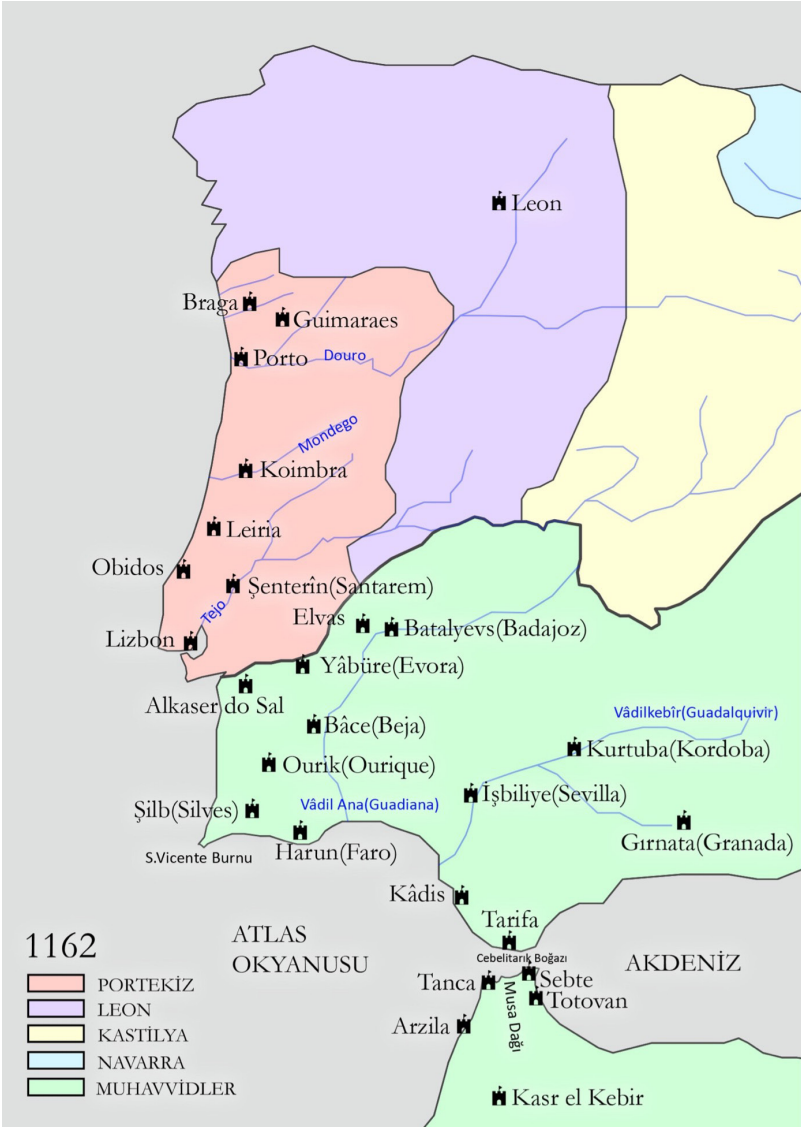 Leon
Braga
Guimaraes
Porto
Douro
Mondego
Koimbra
Leiria
Obidos
Şenterîn(Santarem)
Tejo
Elvas
Batalyevs(Badajoz)
Lizbon
Yâbüre(Evora)
Alkaser do Sal
Vâdilkebîr(Guadalquivir)
Bâce(Beja)
Kurtuba(Kordoba)
Ourik(Ourique)
İşbiliye(Sevilla)
Şilb(Silves)
Vâdil Ana(Guadiana)
Gırnata(Granada)
S.Vicente Burnu
Harun(Faro)
Kâdis
Tarifa
ATLAS
OKYANUSU
Cebelitarık Boğazı
AKDENİZ
Tanca
Sebte
Totovan
Musa Dağı
Arzila
Kasr el Kebir
1162
PORTEKİZ
LEON
KASTİLYA
NAVARRA
MUHAVVİDLER